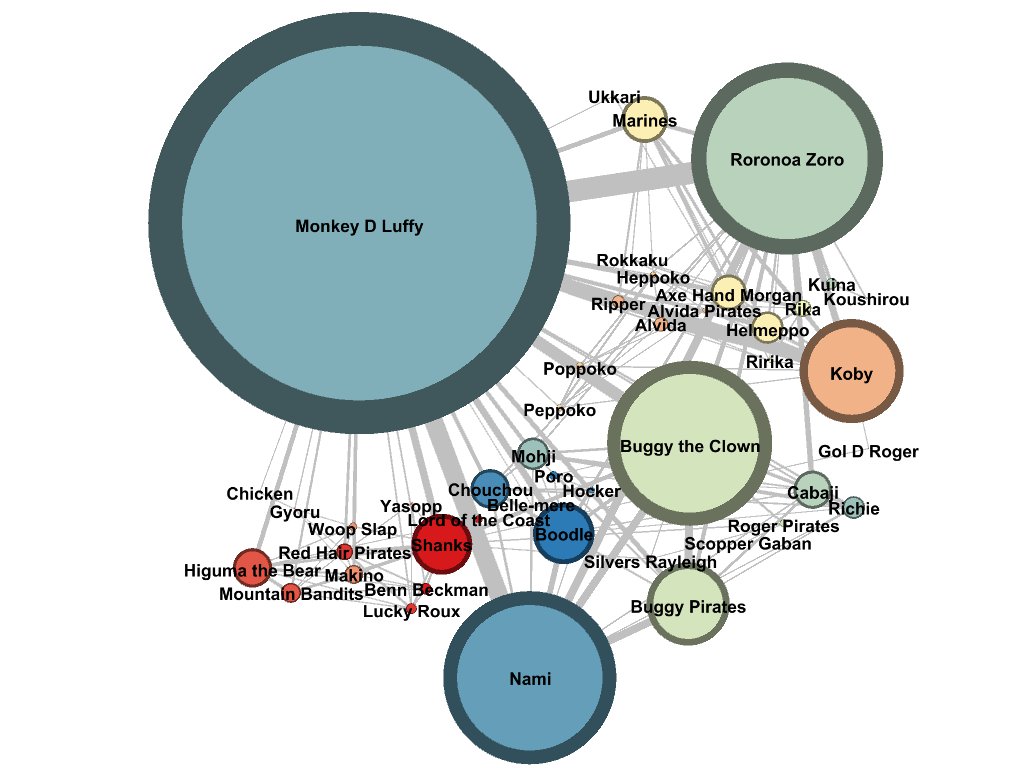 Ukkari
Marines
Roronoa Zoro
Monkey D Luffy
Rokkaku
Heppoko
Kuina
Axe Hand Morgan
Koushirou
Ripper
Alvida Pirates
Rika
Alvida
Helmeppo
Ririka
Poppoko
Koby
Peppoko
Buggy the Clown
Gol D Roger
Mohji
Poro
Chouchou
Hocker
Cabaji
Chicken
Yasopp
Belle-mere
Richie
Gyoru
Lord of the Coast
Roger Pirates
Woop Slap
Boodle
Shanks
Scopper Gaban
Red Hair Pirates
Silvers Rayleigh
Higuma the Bear
Makino
Mountain Bandits
Benn Beckman
Buggy Pirates
Lucky Roux
Nami